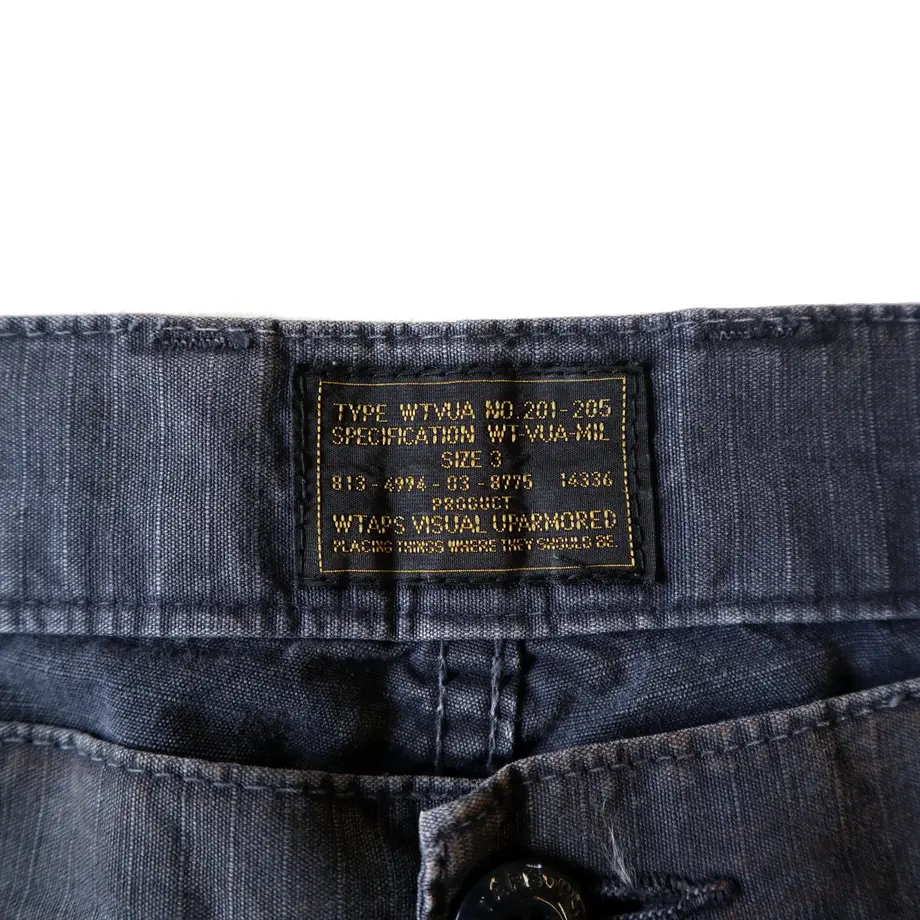 TYPE WTVUA NO.201-205
SPECIFICATION WT-VUA-MIL
SIZE 3
813-4994-03-8775 14336
PRODUCT
WTAPS VISUAL UPARMORED
PLACING THINGS WHERE THEY SHOULD BE.